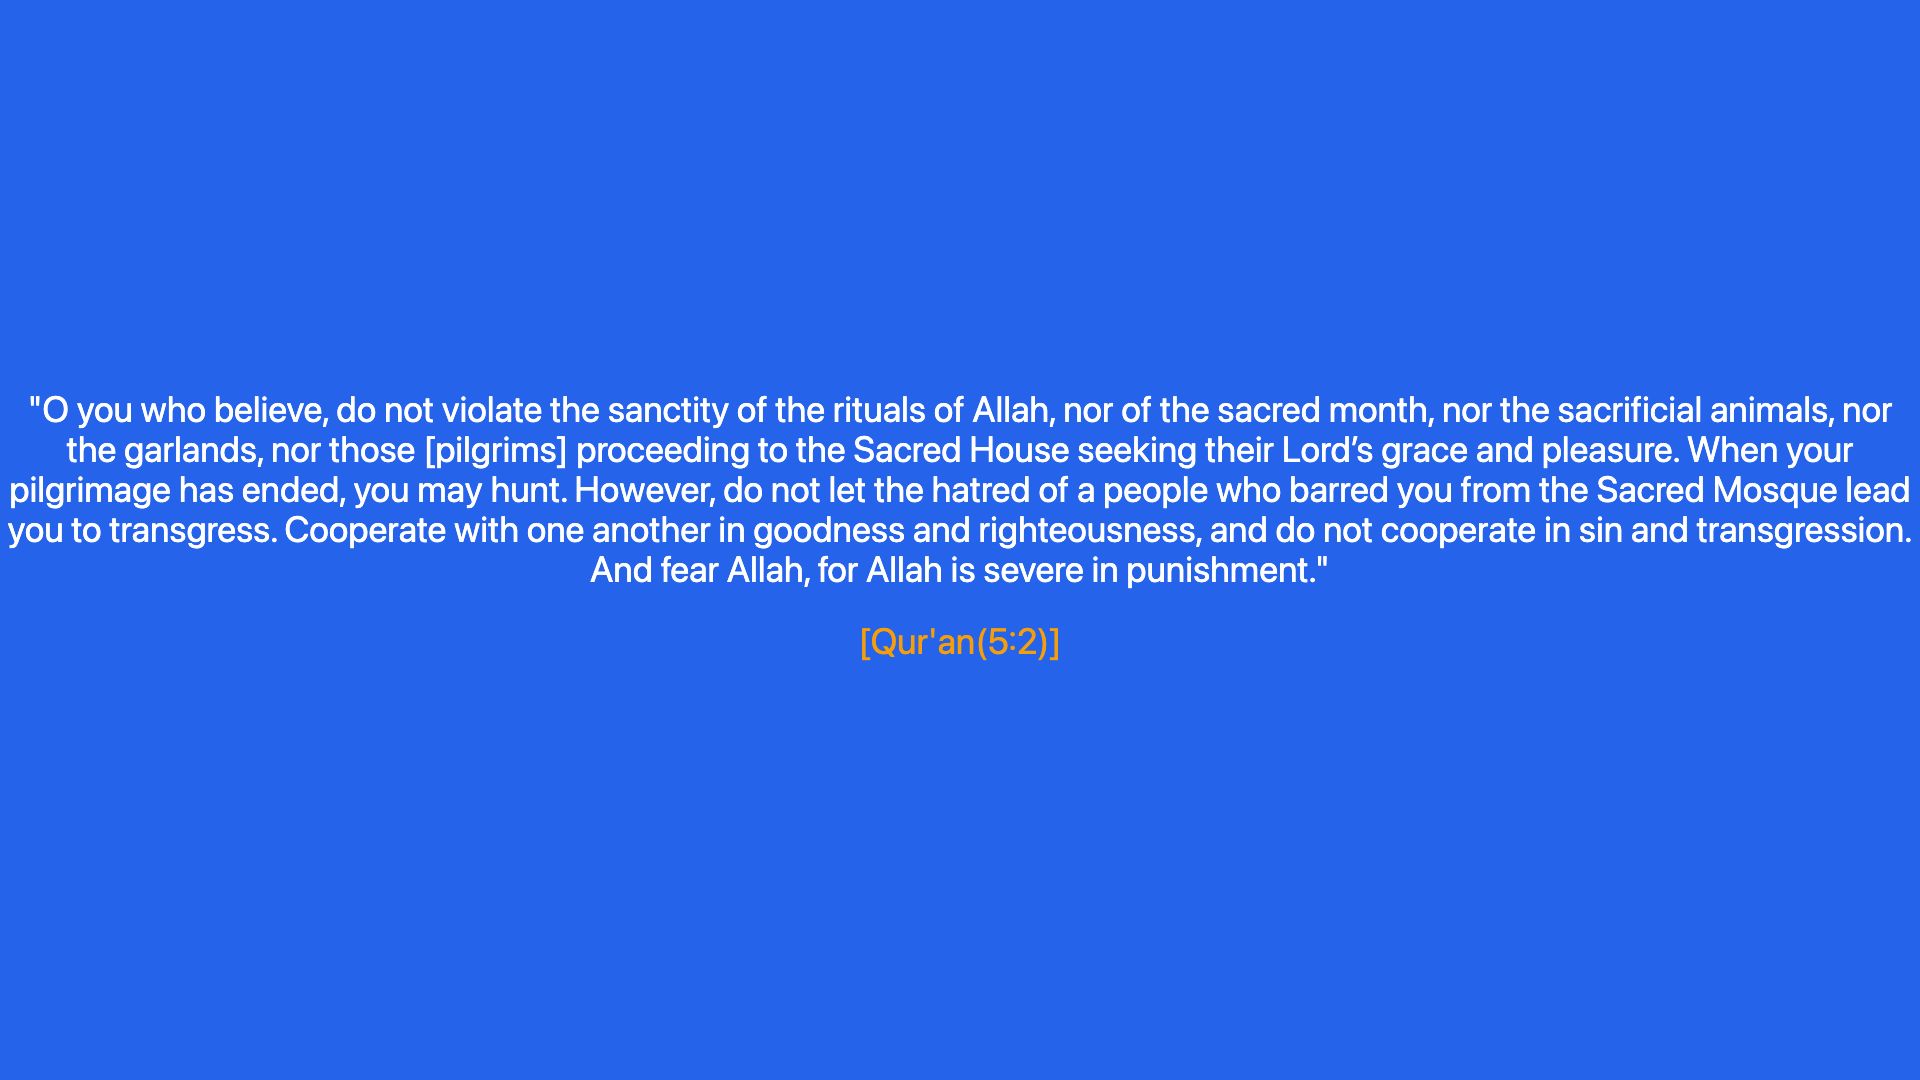 "O you who believe, do not violate the sanctity of the rituals of Allah, nor of the sacred month, nor the sacrificial animals, nor
the garlands, nor those [pilgrims] proceeding to the Sacred House seeking their Lord’s grace and pleasure. When your
pilgrimage has ended, you may hunt. However, do not let the hatred of a people who barred you from the Sacred Mosque lead
you to transgress. Cooperate with one another in goodness and righteousness, and do not cooperate in sin and transgression.
And fear Allah, for Allah is severe in punishment."
[Qur'an(5:2)]